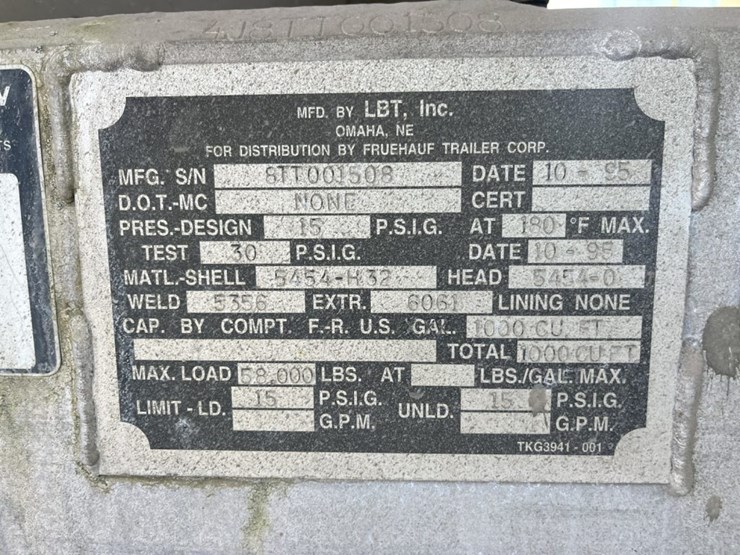 4J8TT001508
W
TS
MFD. BY LBT, Inc.
OMAHA, NE
FOR DISTRIBUTION BY FRUEHAUF TRAILER CORP.
MFG. S/N 8TT001508 DATE 10 - 95
D.O.T.-MC NONE CERT
PRES.-DESIGN 15 P.S.I.G. AT 180 °F MAX.
TEST 30 P.S.I.G. DATE 10 - 95
MATL.-SHELL 5454-H32 HEAD 5454-0
WELD 5356 EXTR. 6061 LINING NONE
CAP. BY COMPT. F.-R. U.S. GAL. 1000 CU. FT.
TOTAL 1000 CU FT
MAX. LOAD 58,000 LBS. AT LBS./GAL. MAX.
LIMIT - LD. 15 P.S.I.G. UNLD. 15 P.S.I.G.
G.P.M. G.P.M.
TKG3941 - 001